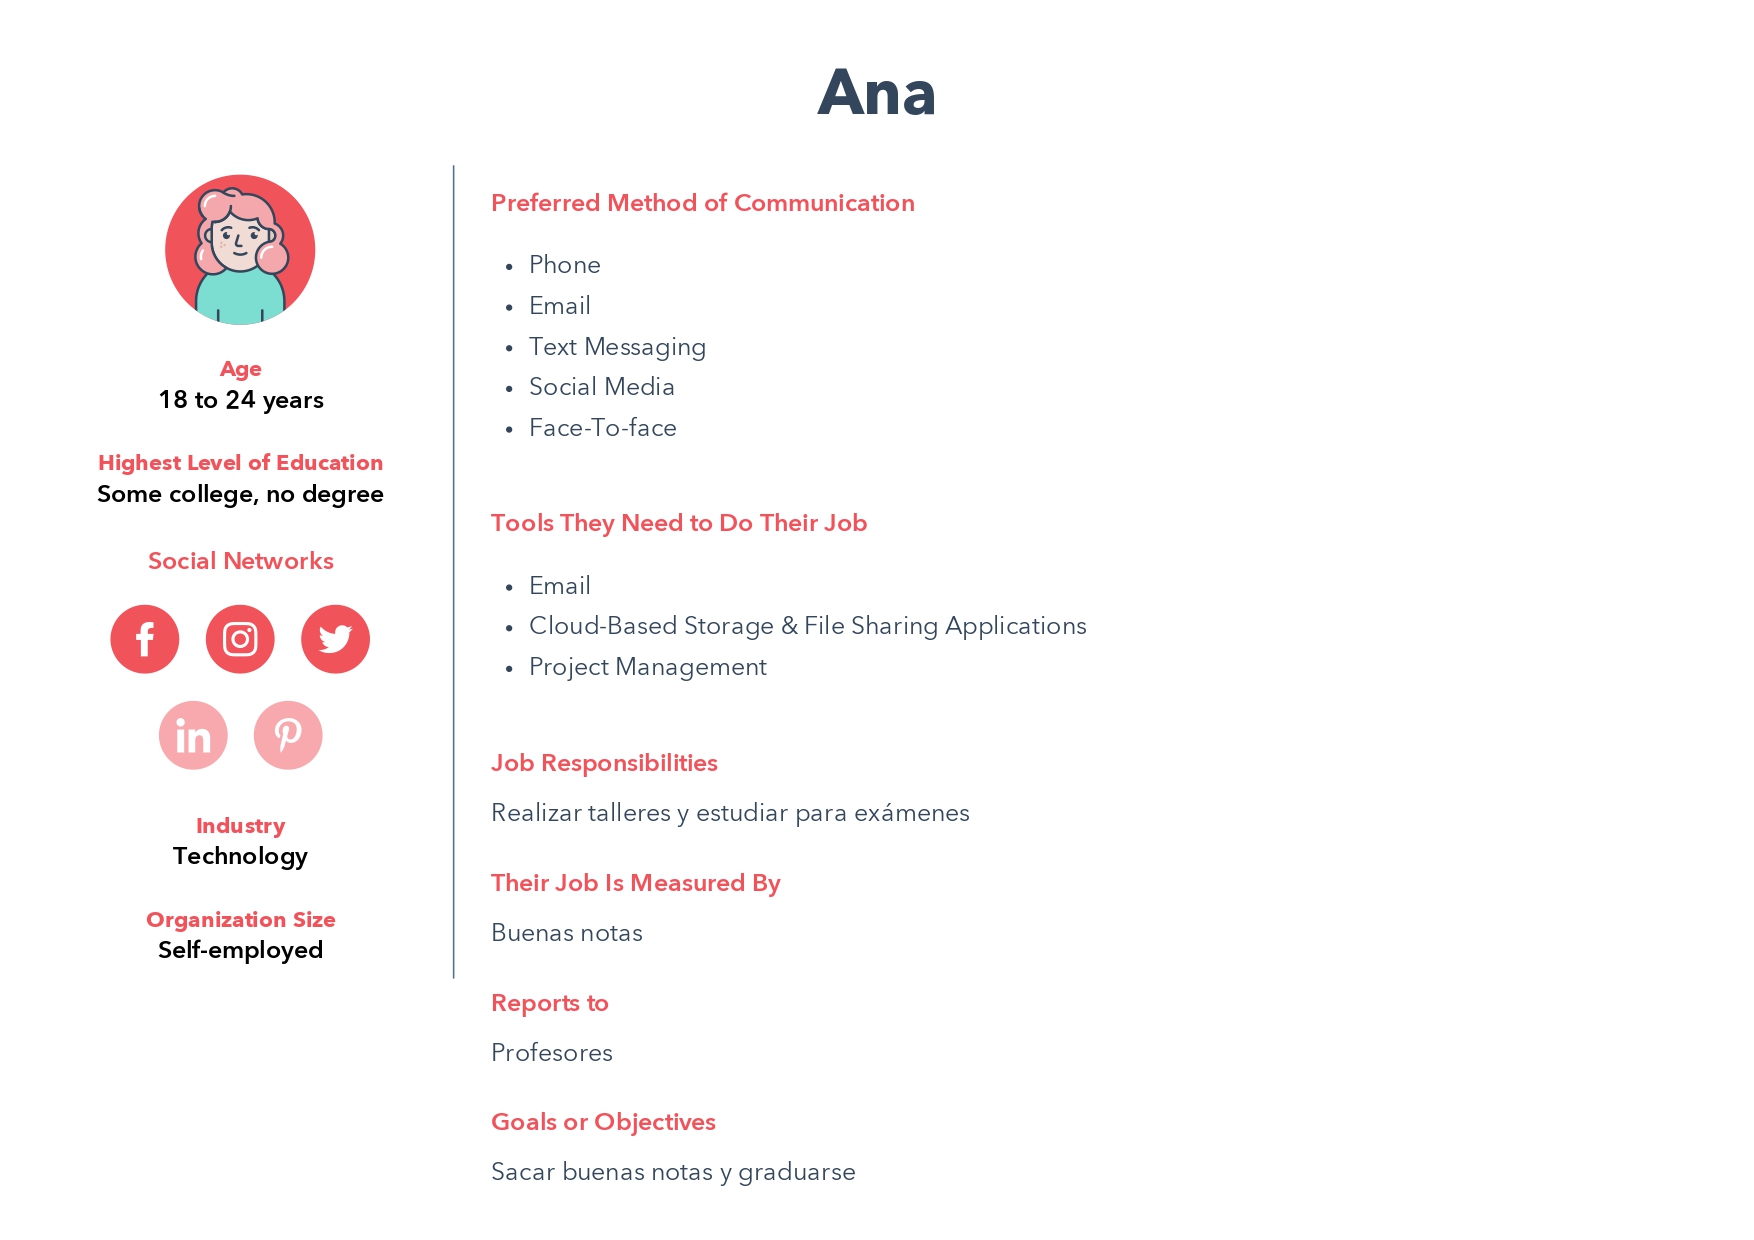 Ana
Age
18 to 24 years
Highest Level of Education
Some college, no degree
Social Networks
f
in
Industry
Technology
Organization Size
Self-employed
Preferred Method of Communication
• Phone
• Email
• Text Messaging
• Social Media
• Face-To-face
Tools They Need to Do Their Job
• Email
• Cloud-Based Storage & File Sharing Applications
• Project Management
Job Responsibilities
Realizar talleres y estudiar para exámenes
Their Job Is Measured By
Buenas notas
Reports to
Profesores
Goals or Objectives
Sacar buenas notas y graduarse